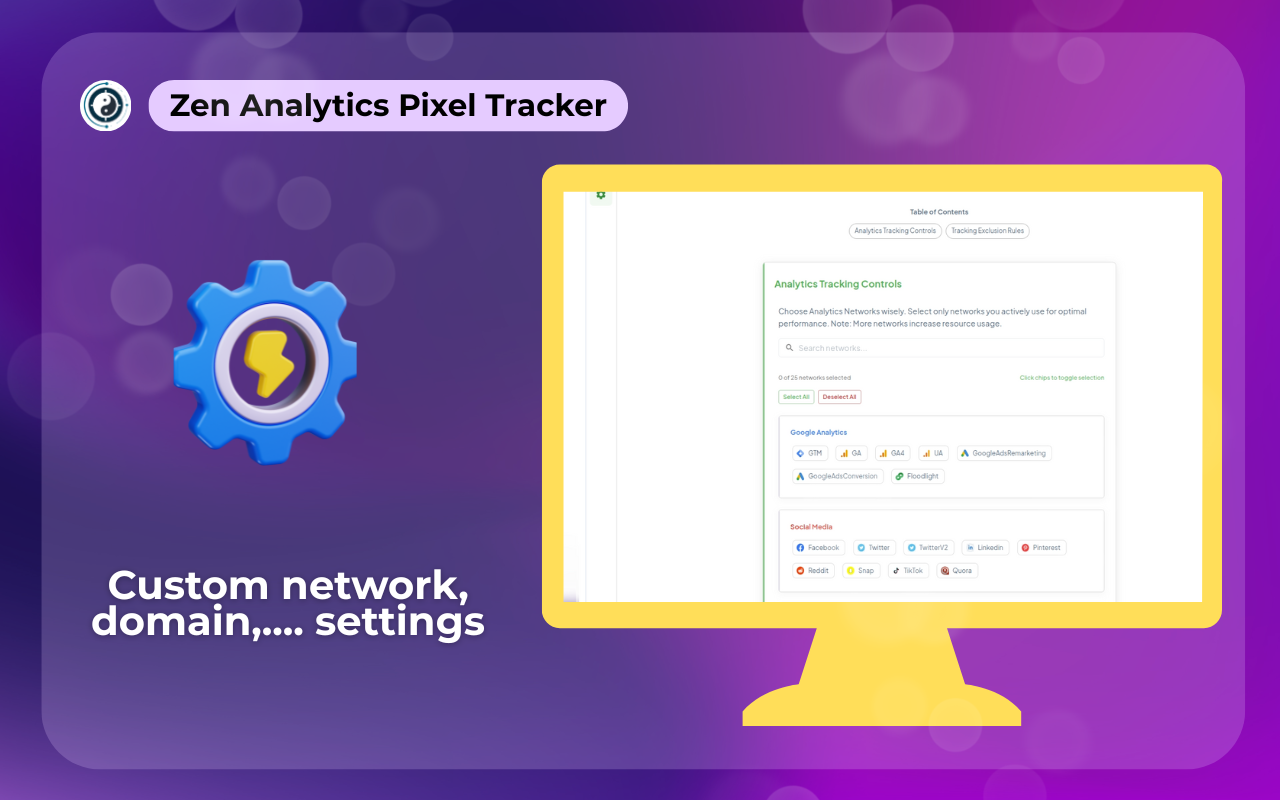 Zen Analytics Pixel Tracker
Custom network,
domain,.... settings
Table of Contents
Analytics Tracking Controls
Tracking Exclusion Rules
Analytics Tracking Controls
Choose Analytics Networks wisely. Select only networks you actively use for optimal
performance. Note: More networks increase resource usage.
Search networks...
0 of 25 networks selected
Click chips to toggle selection
Select All
Deselect All
Google Analytics
GTM
GA
GA4
UA
GoogleAdsRemarketing
GoogleAdsConversion
Floodlight
Social Media
Facebook
Twitter
TwitterV2
Linkedin
Pinterest
Reddit
Snap
TikTok
Quora